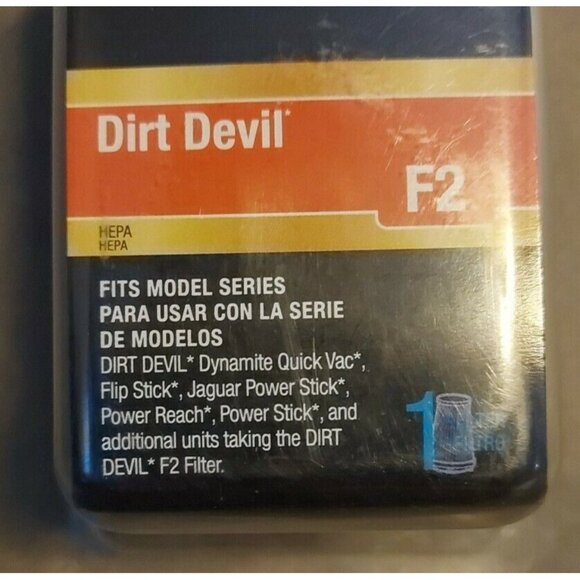 Dirt Devil*
F2
HEPA
HEPA
FITS MODEL SERIES
PARA USAR CON LA SERIE
DE MODELOS
DIRT DEVIL* Dynamite Quick Vac*,
Flip Stick*, Jaguar Power Stick*,
Power Reach*, Power Stick*, and
additional units taking the DIRT
DEVIL* F2 Filter.
1
FILTRO